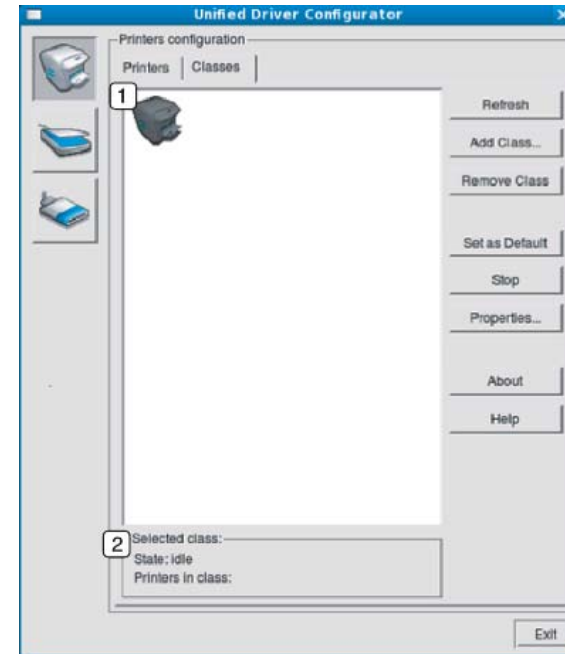 Unified Driver Configurator
Printers configuration
Printers Classes
1
Refresh
Add Class...
Remove Class
Set as Default
Stop
Properties...
About
Help
2
Selected class:
State: idle
Printers in class:
Exit